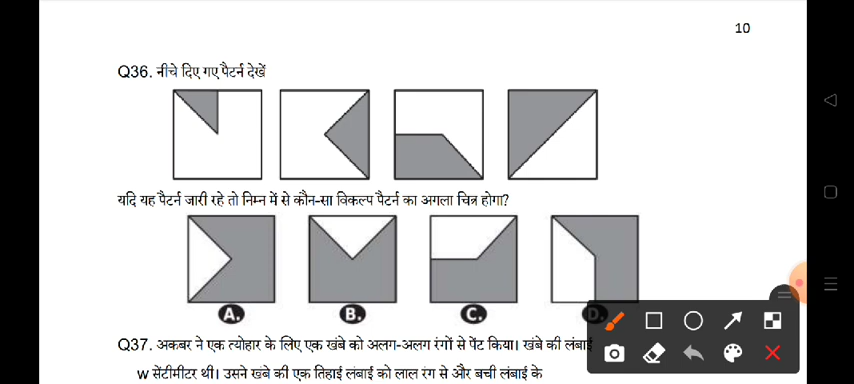 10
Q36. नीचे दिए गए पैटर्न देखें
यदि यह पैटर्न जारी रहे तो निम्न में से कौन-सा विकल्प पैटर्न का अगला चित्र होगा?
A. B. C. D.
Q37. अकबर ने एक त्योहार के लिए एक खंबे को अलग-अलग रंगों से पेंट किया। खंबे की लंबाई
w सेंटीमीटर थी। उसने खंबे की एक तिहाई लंबाई को लाल रंग से और बची लंबाई के